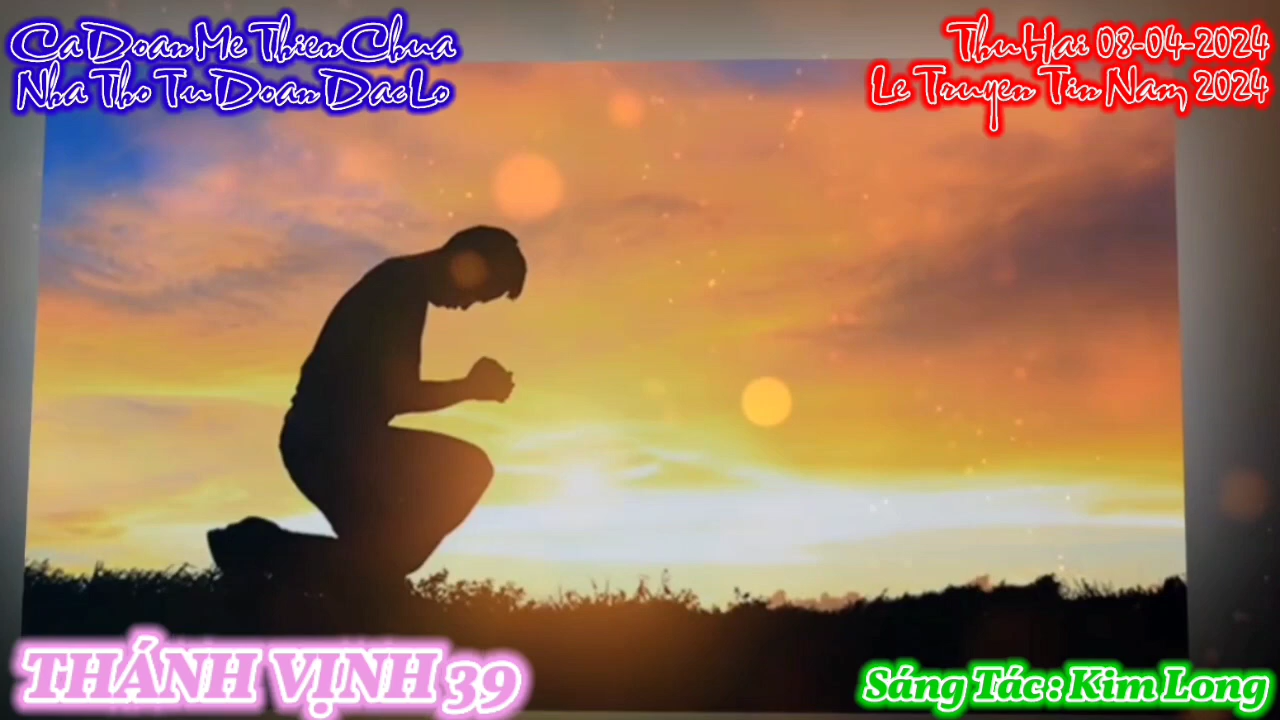 Ca Doan Me Thien Chua
Nha Tho Tu Doan Dac Lo
Thu Hai 08-04-2024
Le Truyen Tin Nam 2024
THÁNH VỊNH 39
Sáng Tác : Kim Long